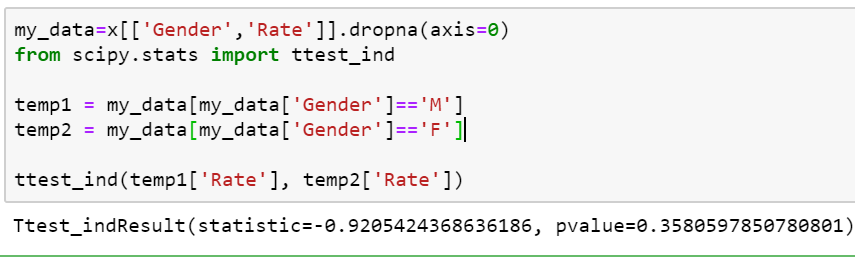 my_data=x[['Gender','Rate']].dropna(axis=0)
from scipy.stats import ttest_ind
temp1 = my_data[my_data['Gender']=='M']
temp2 = my_data[my_data['Gender']=='F']
ttest_ind(temp1['Rate'], temp2['Rate'])
Ttest_indResult(statistic=-0.9205424368636186, pvalue=0.3580597850780801)